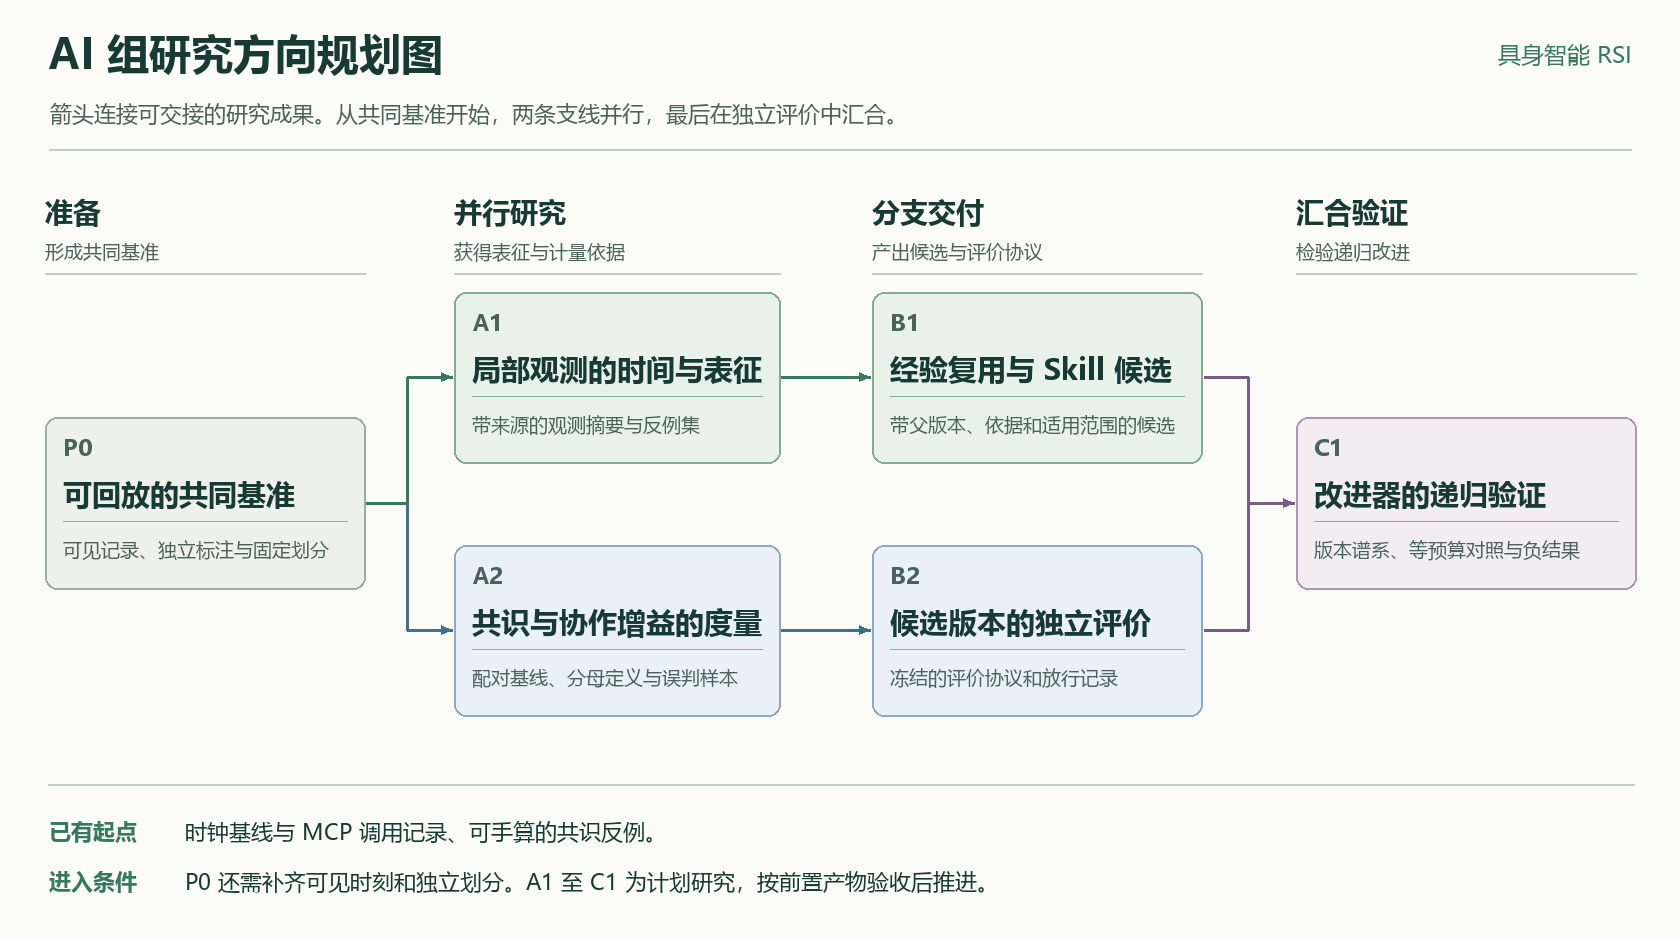 AI 组研究方向规划图
具身智能 RSI
箭头连接可交接的研究成果。从共同基准开始，两条支线并行，最后在独立评价中汇合。
准备
形成共同基准
并行研究
获得表征与计量依据
分支交付
产出候选与评价协议
汇合验证
检验递归改进
P0
可回放的共同基准
可见记录、独立标注与固定划分
A1
局部观测的时间与表征
带来源的观测摘要与反例集
B1
经验复用与 Skill 候选
带父版本、依据和适用范围的候选
A2
共识与协作增益的度量
配对基线、分母定义与误判样本
B2
候选版本的独立评价
冻结的评价协议和放行记录
C1
改进器的递归验证
版本谱系、等预算对照与负结果
已有起点 时钟基线与 MCP 调用记录、可手算的共识反例。
进入条件 P0 还需补齐可见时刻和独立划分。A1 至 C1 为计划研究，按前置产物验收后推进。